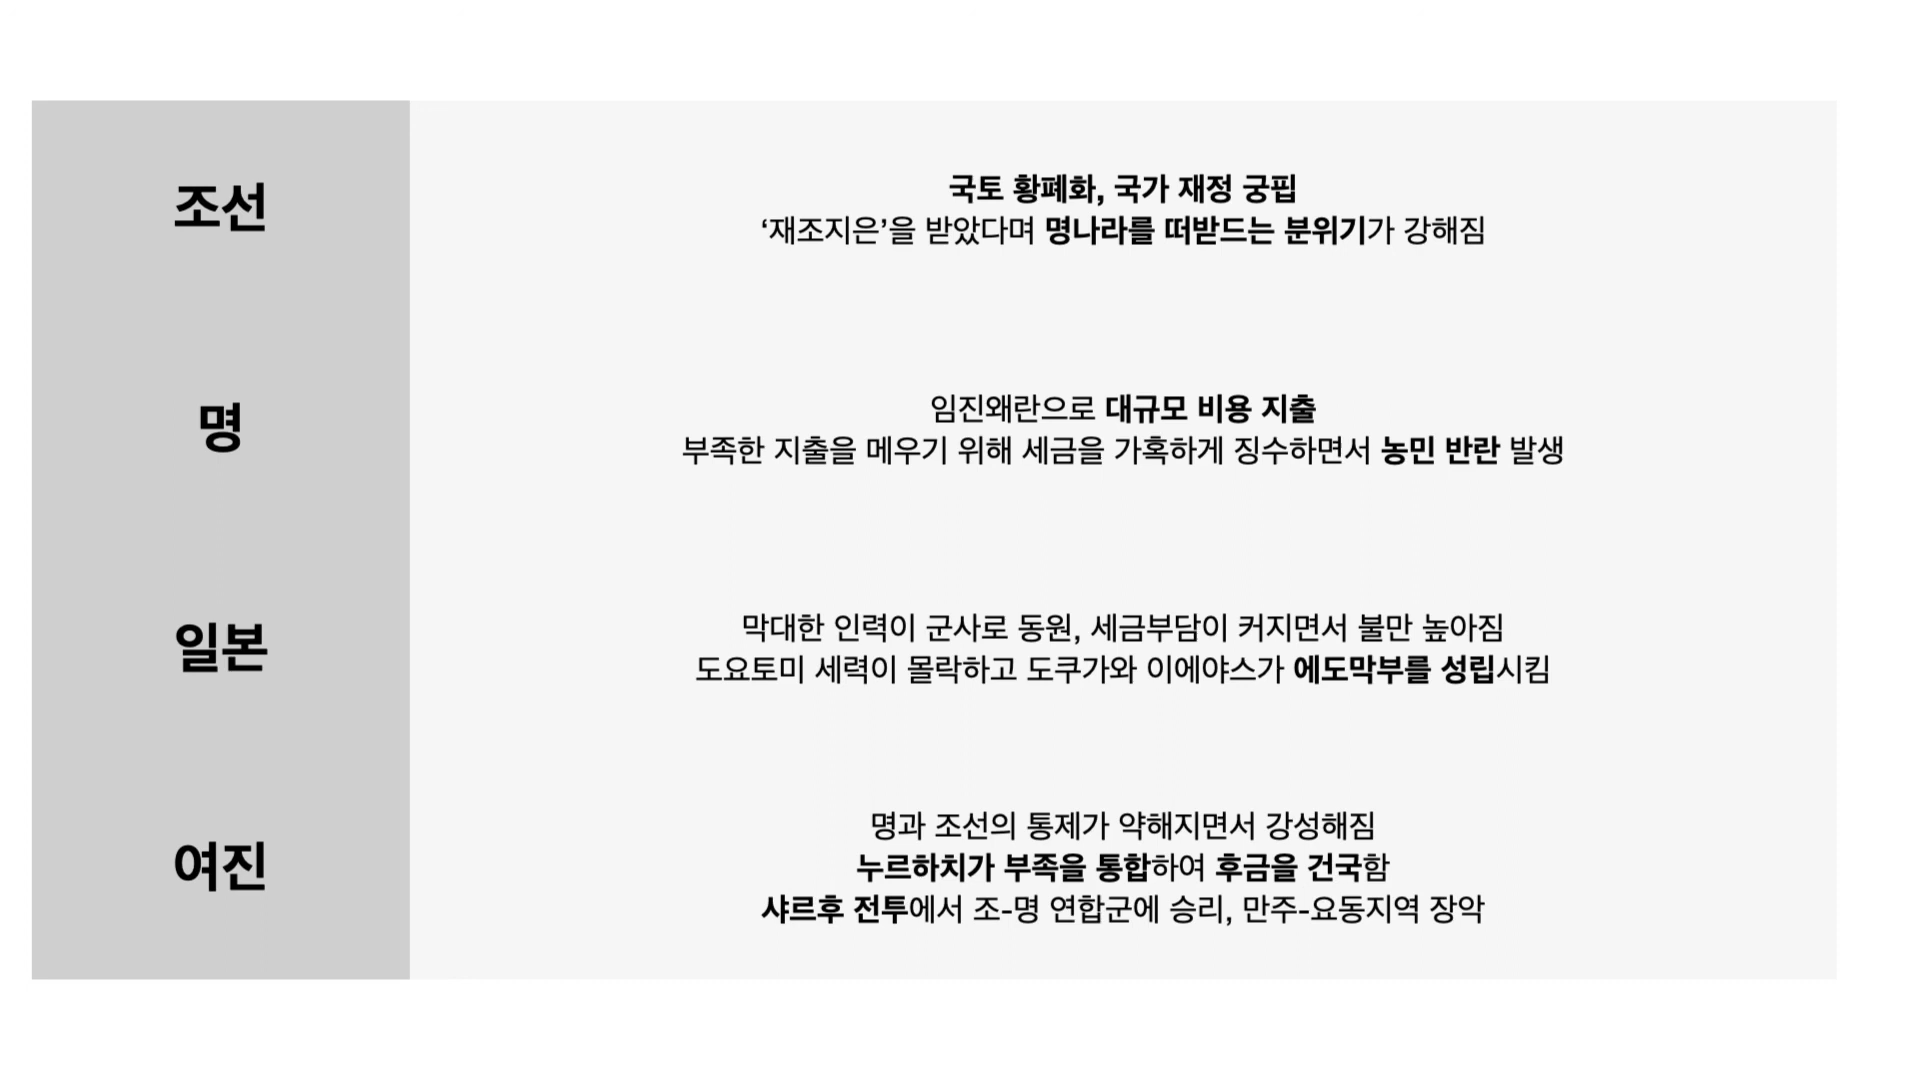 조선
국토 황폐화, 국가 재정 궁핍
‘재조지은’을 받았다며 명나라를 떠받드는 분위기가 강해짐
명
임진왜란으로 대규모 비용 지출
부족한 지출을 메우기 위해 세금을 가혹하게 징수하면서 농민 반란 발생
일본
막대한 인력이 군사로 동원, 세금부담이 커지면서 불만 높아짐
도요토미 세력이 몰락하고 도쿠가와 이에야스가 에도막부를 성립시킴
여진
명과 조선의 통제가 약해지면서 강성해짐
누르하치가 부족을 통합하여 후금을 건국함
샤르후 전투에서 조-명 연합군에 승리, 만주-요동지역 장악